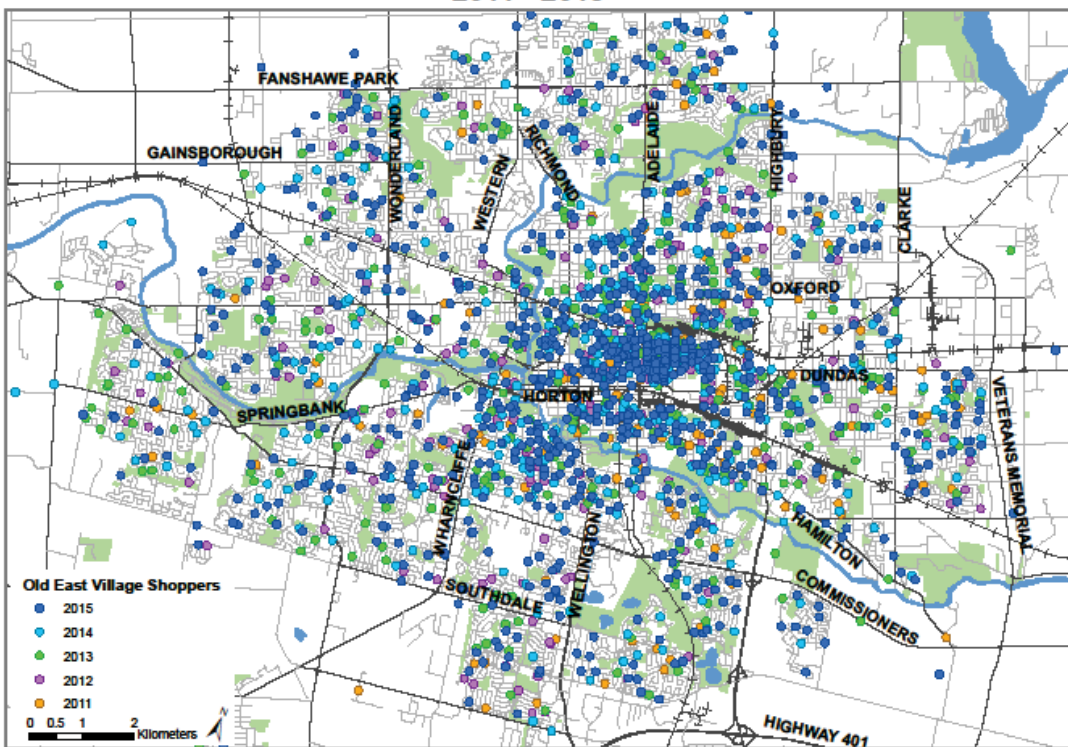 FANSHAWE PARK
GAINSBOROUGH
WONDERLAND
WESTERN
RICHMOND
ADELAIDE
HIGHBURY
CLARKE
OXFORD
DUNDAS
HORTON
SPRINGBANK
WHARNCLIFFE
WELLINGTON
SOUTHDALE
HAMILTON
COMMISSIONERS
VETERANS MEMORIAL
HIGHWAY 401
Old East Village Shoppers
2015
2014
2013
2012
2011
0 0.5 1 2
Kilometers
N